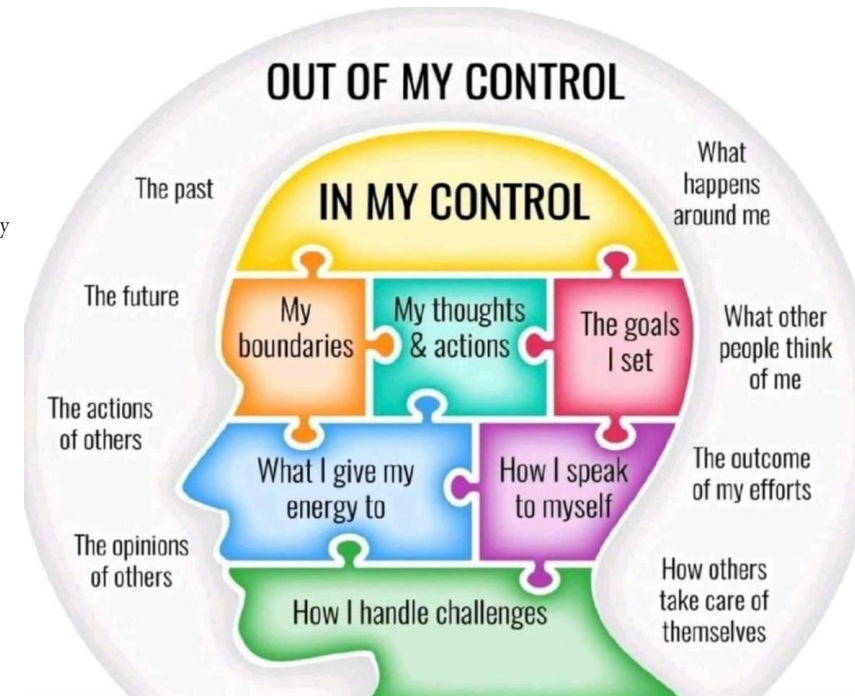 OUT OF MY CONTROL
The past
y
The future
The actions
of others
The opinions
of others
What
happens
around me
What other
people think
of me
The outcome
of my efforts
How others
take care of
themselves
IN MY CONTROL
My
boundaries
My thoughts
& actions
The goals
I set
What I give my
energy to
How I speak
to myself
How I handle challenges